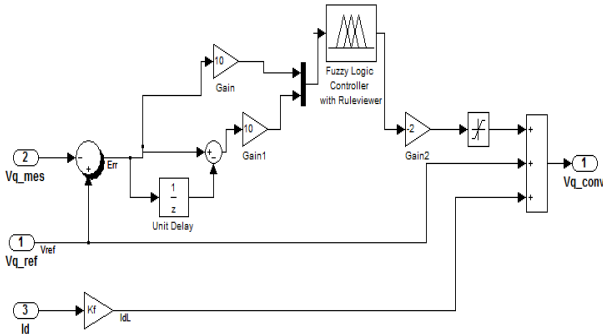 10
Gain
Fuzzy Logic
Controller
with Ruleviewer
10
Gain1
-2
Gain2
2
Vq_mes
-
+
Err
+
-
1
z
Unit Delay
+
+
+
1
Vq_conv
1
Vq_ref
Vref
3
Id
Kf
IdL